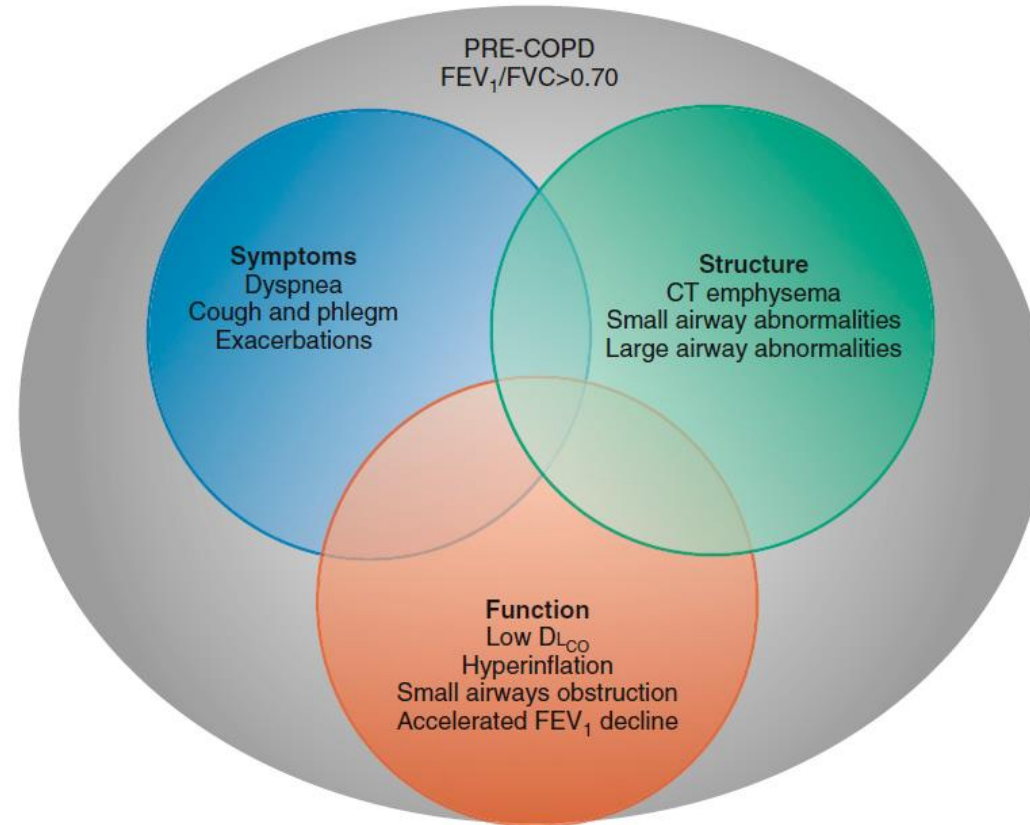 PRE-COPD
FEV₁/FVC>0.70
Symptoms
Dyspnea
Cough and phlegm
Exacerbations
Structure
CT emphysema
Small airway abnormalities
Large airway abnormalities
Function
Low DLCO
Hyperinflation
Small airways obstruction
Accelerated FEV₁ decline